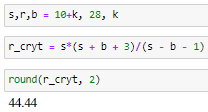 s,r,b = 10+k, 28, k
r_cryt = s*(s + b + 3)/(s - b - 1)
round(r_cryt, 2)
44.44